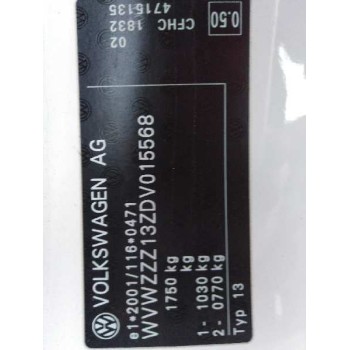 VOLKSWAGEN AG
e1*2001/116*0471
WVWZZZ13ZDV015568
1750 kg
kg
1- 1030 kg
2- 0770 kg
Typ 13
02
CFHC 1832
4715135
0.50